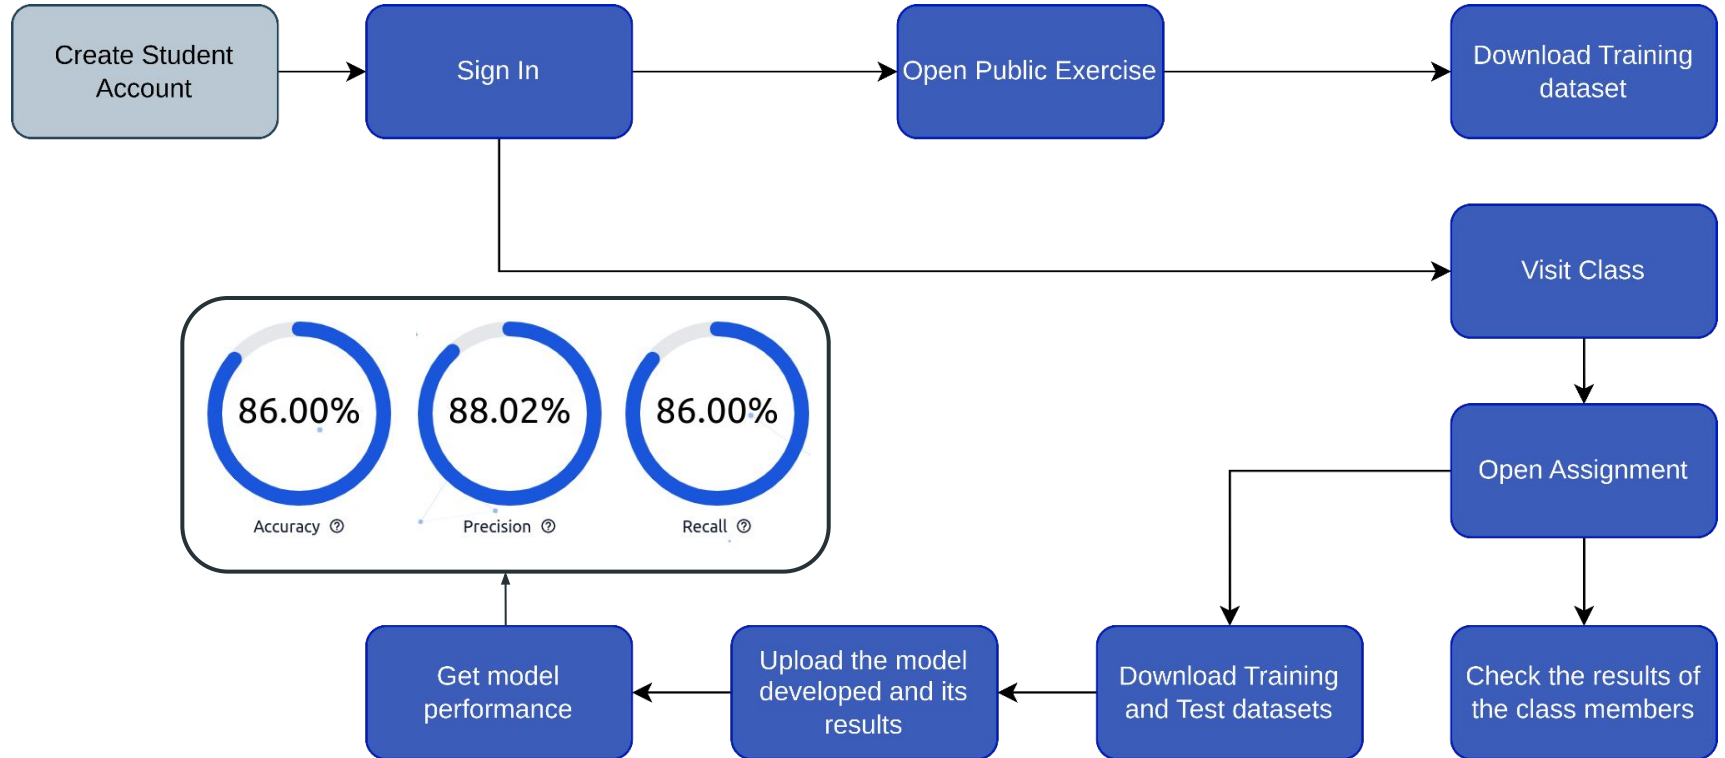 Create Student
Account
Sign In
Open Public Exercise
Download Training
dataset
Visit Class
86.00%
88.02%
86.00%
Accuracy ?
Precision ?
Recall ?
Open Assignment
Get model
performance
Upload the model
developed and its
results
Download Training
and Test datasets
Check the results of
the class members